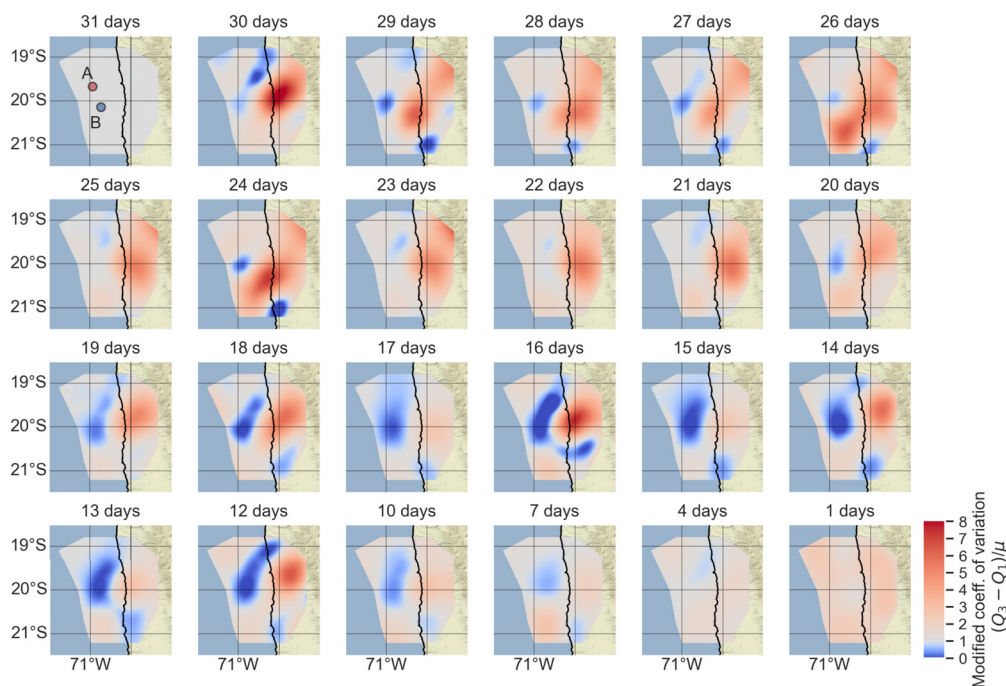 31 days 30 days 29 days 28 days 27 days 26 days
19°S
A
20°S
B
21°S
25 days 24 days 23 days 22 days 21 days 20 days
19°S
20°S
21°S
19 days 18 days 17 days 16 days 15 days 14 days
19°S
20°S
21°S
13 days 12 days 10 days 7 days 4 days 1 days
19°S
20°S
21°S
71°W 71°W 71°W 71°W 71°W 71°W
8
7
6
5
4
3
2
1
0
Modified coeff. of variation
(Q3 − Q1)/μ